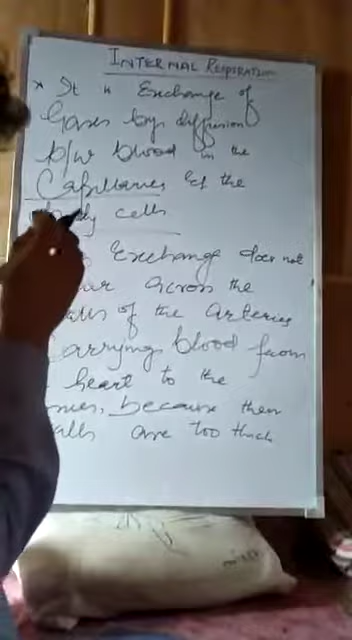 INTERNAL RESPIRATION
* It is Exchange of
Gases by diffusion
b/w blood in the
Capillaries & the
cells
Exchange does not
across the
of the arteries
Carrying blood from
heart to the
because their
are too thick